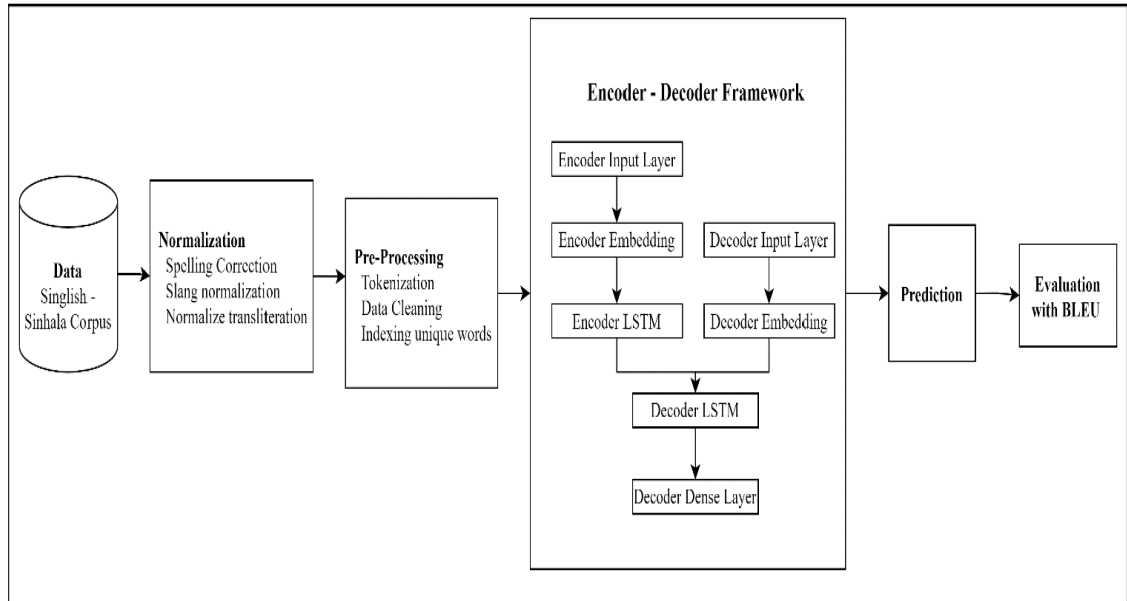 Data
Singlish -
Sinhala Corpus
Normalization
Spelling Correction
Slang normalization
Normalize transliteration
Pre-Processing
Tokenization
Data Cleaning
Indexing unique words
Encoder - Decoder Framework
Encoder Input Layer
Encoder Embedding
Decoder Input Layer
Encoder LSTM
Decoder Embedding
Decoder LSTM
Decoder Dense Layer
Prediction
Evaluation
with BLEU